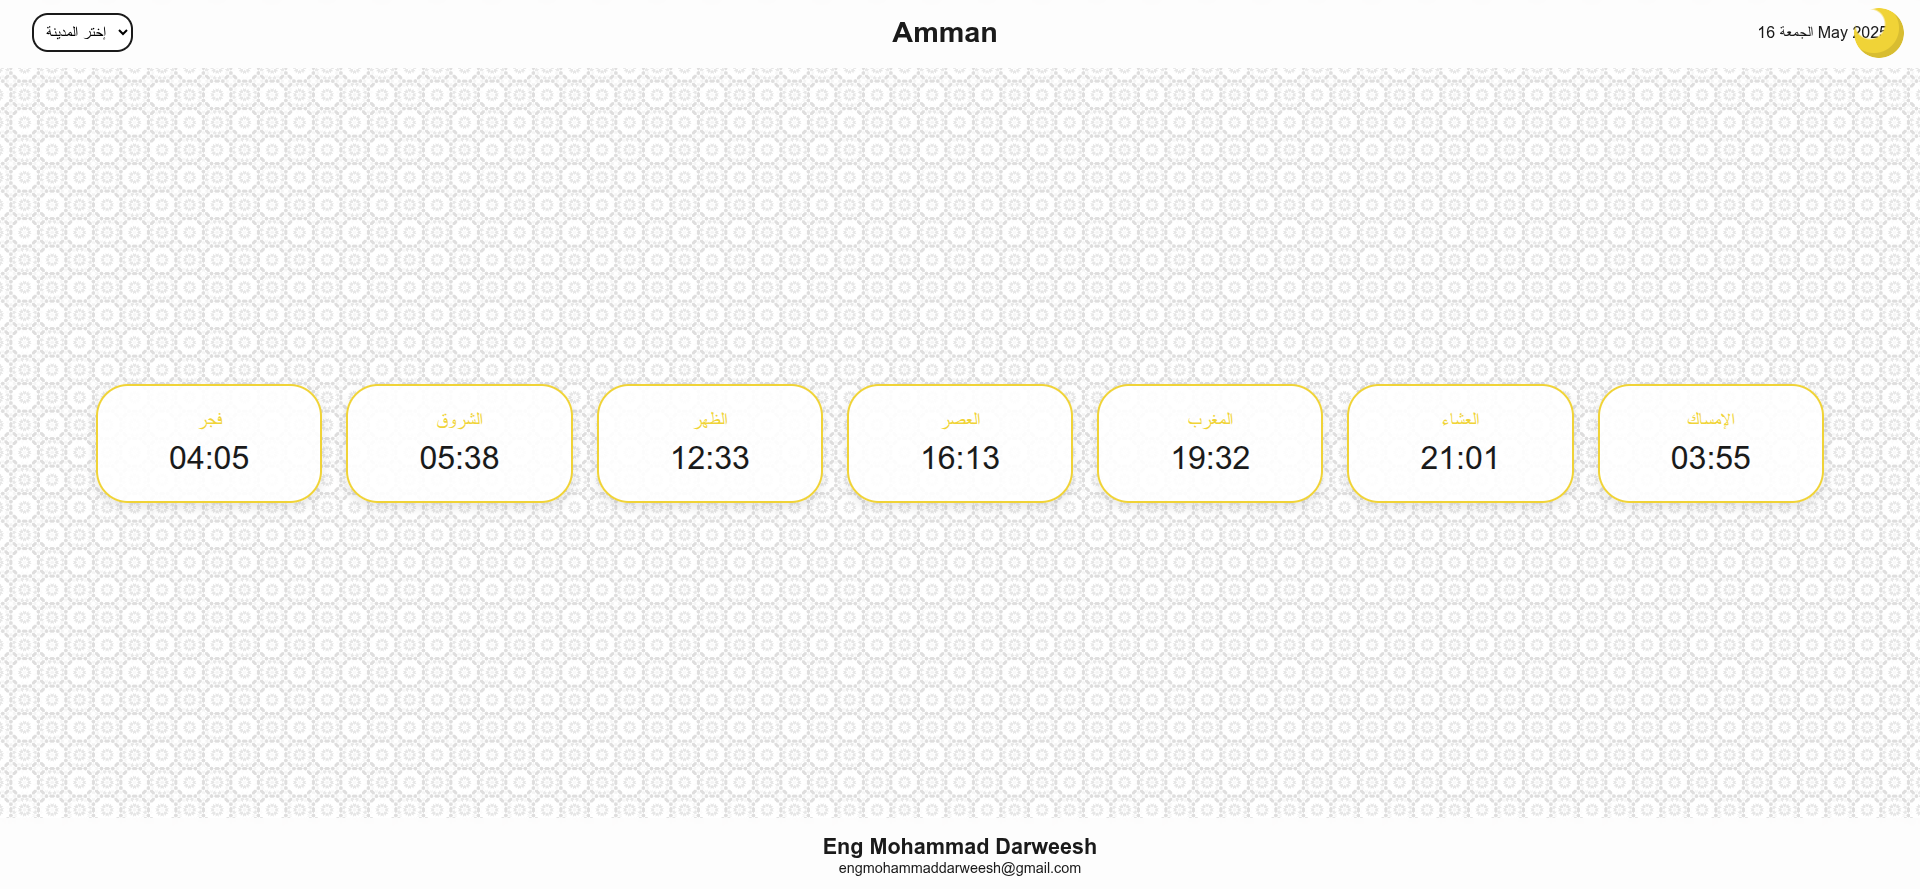 إختر المدينة
Amman
16 الجمعة May 2025
فجر
04:05
الشروق
05:38
الظهر
12:33
العصر
16:13
المغرب
19:32
العشاء
21:01
الإمساك
03:55
Eng Mohammad Darweesh
engmohammaddarweesh@gmail.com